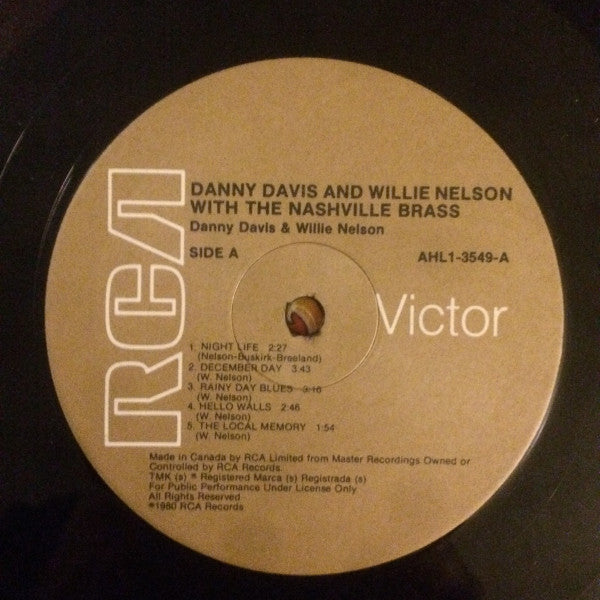 RCA
DANNY DAVIS AND WILLIE NELSON
WITH THE NASHVILLE BRASS
Danny Davis & Willie Nelson
SIDE A
AHL1-3549-A
Victor
1. NIGHT LIFE 2:27
(Nelson-Buskirk-Breeland)
2. DECEMBER DAY 3:43
(W. Nelson)
3. RAINY DAY BLUES 3:16
(W. Nelson)
4. HELLO WALLS 2:46
(W. Nelson)
5. THE LOCAL MEMORY 1:54
(W. Nelson)
Made in Canada by RCA Limited from Master Recordings Owned or
Controlled by RCA Records.
TMK (s) ® Registered Marca (s) Registrada (s)
For Public Performance Under License Only
All Rights Reserved
℗1980 RCA Records